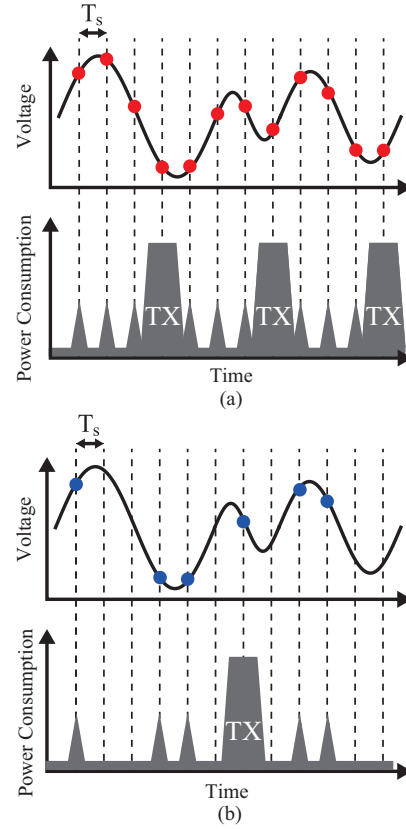 Ts
Voltage
Power Consumption
TX
TX
TX
Time
(a)
Ts
Voltage
Power Consumption
TX
Time
(b)